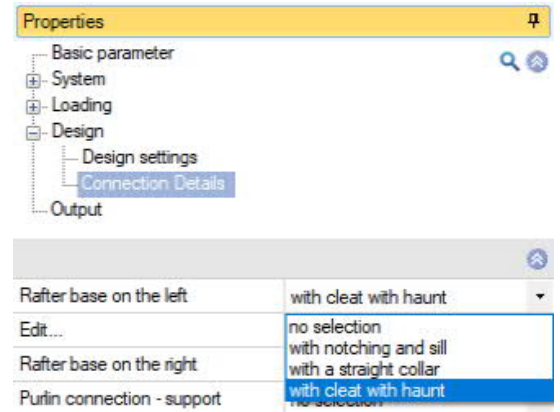 Properties
Basic parameter
System
Loading
Design
Design settings
Connection Details
Output
Rafter base on the left with cleat with haunt
Edit... no selection
with notching and sill
Rafter base on the right with a straight collar
with cleat with haunt
Purlin connection - support no selection